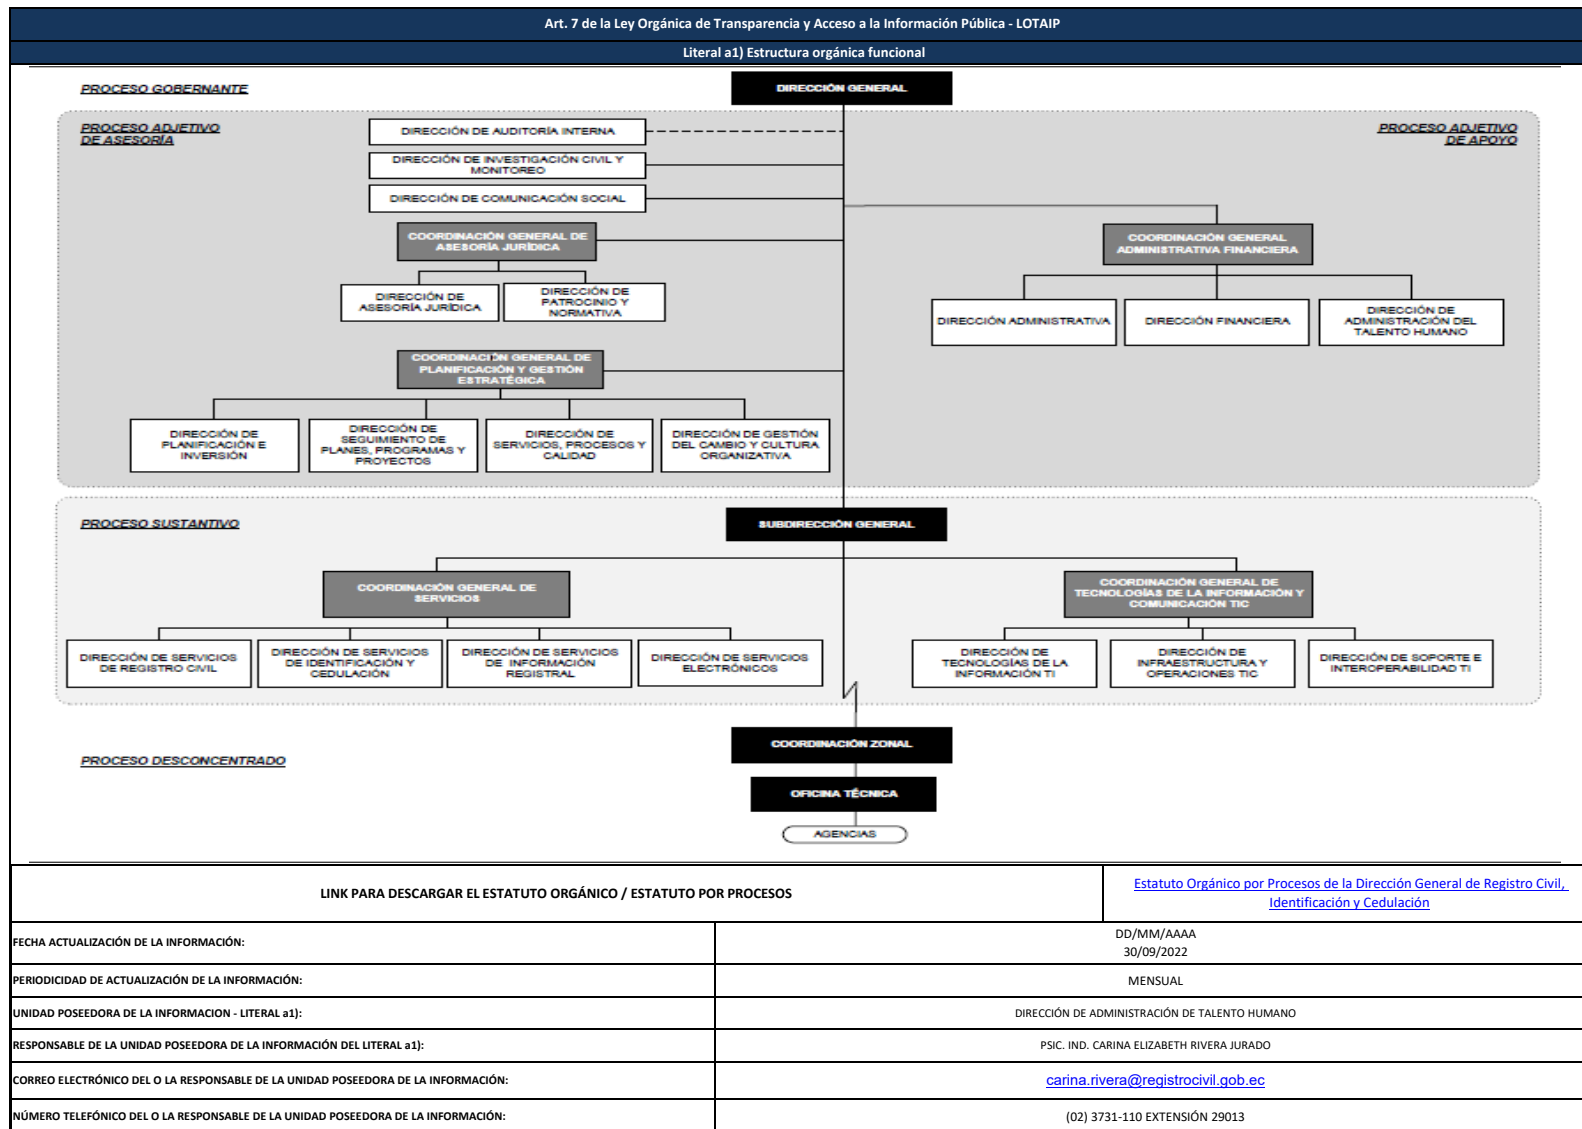 Art. 7 de la Ley Orgánica de Transparencia y Acceso a la Información Pública - LOTAIP
Literal a1) Estructura orgánica funcional
PROCESO GOBERNANTE
DIRECCIÓN GENERAL
PROCESO ADJETIVO
DE ASESORÍA
PROCESO ADJETIVO
DE APOYO
DIRECCIÓN DE AUDITORÍA INTERNA
DIRECCIÓN DE INVESTIGACIÓN CIVIL Y
MONITOREO
DIRECCIÓN DE COMUNICACIÓN SOCIAL
COORDINACIÓN GENERAL DE
ASESORÍA JURÍDICA
DIRECCIÓN DE
ASESORÍA JURÍDICA
DIRECCIÓN DE
PATROCINIO Y
NORMATIVA
COORDINACIÓN GENERAL
ADMINISTRATIVA FINANCIERA
DIRECCIÓN ADMINISTRATIVA
DIRECCIÓN FINANCIERA
DIRECCIÓN DE
ADMINISTRACIÓN DEL
TALENTO HUMANO
COORDINACIÓN GENERAL DE
PLANIFICACIÓN Y GESTIÓN
ESTRATÉGICA
DIRECCIÓN DE
PLANIFICACIÓN E
INVERSIÓN
DIRECCIÓN DE
SEGUIMIENTO DE
PLANES, PROGRAMAS Y
PROYECTOS
DIRECCIÓN DE
SERVICIOS, PROCESOS Y
CALIDAD
DIRECCIÓN DE GESTIÓN
DEL CAMBIO Y CULTURA
ORGANIZATIVA
PROCESO SUSTANTIVO
SUBDIRECCIÓN GENERAL
COORDINACIÓN GENERAL DE
SERVICIOS
COORDINACIÓN GENERAL DE
TECNOLOGÍAS DE LA INFORMACIÓN Y
COMUNICACIÓN TIC
DIRECCIÓN DE SERVICIOS
DE REGISTRO CIVIL
DIRECCIÓN DE SERVICIOS
DE IDENTIFICACIÓN Y
CEDULACIÓN
DIRECCIÓN DE SERVICIOS
DE INFORMACIÓN
REGISTRAL
DIRECCIÓN DE SERVICIOS
ELECTRÓNICOS
DIRECCIÓN DE
TECNOLOGÍAS DE LA
INFORMACIÓN TI
DIRECCIÓN DE
INFRAESTRUCTURA Y
OPERACIONES TIC
DIRECCIÓN DE SOPORTE E
INTEROPERABILIDAD TI
COORDINACIÓN ZONAL
PROCESO DESCONCENTRADO
OFICINA TÉCNICA
AGENCIAS
LINK PARA DESCARGAR EL ESTATUTO ORGÁNICO / ESTATUTO POR PROCESOS
Estatuto Orgánico por Procesos de la Dirección General de Registro Civil,
Identificación y Cedulación
FECHA ACTUALIZACIÓN DE LA INFORMACIÓN:
DD/MM/AAAA
30/09/2022
PERIODICIDAD DE ACTUALIZACIÓN DE LA INFORMACIÓN:
MENSUAL
UNIDAD POSEEDORA DE LA INFORMACION - LITERAL a1):
DIRECCIÓN DE ADMINISTRACIÓN DE TALENTO HUMANO
RESPONSABLE DE LA UNIDAD POSEEDORA DE LA INFORMACIÓN DEL LITERAL a1):
PSIC. IND. CARINA ELIZABETH RIVERA JURADO
CORREO ELECTRÓNICO DEL O LA RESPONSABLE DE LA UNIDAD POSEEDORA DE LA INFORMACIÓN:
carina.rivera@registrocivil.gob.ec
NÚMERO TELEFÓNICO DEL O LA RESPONSABLE DE LA UNIDAD POSEEDORA DE LA INFORMACIÓN:
(02) 3731-110 EXTENSIÓN 29013